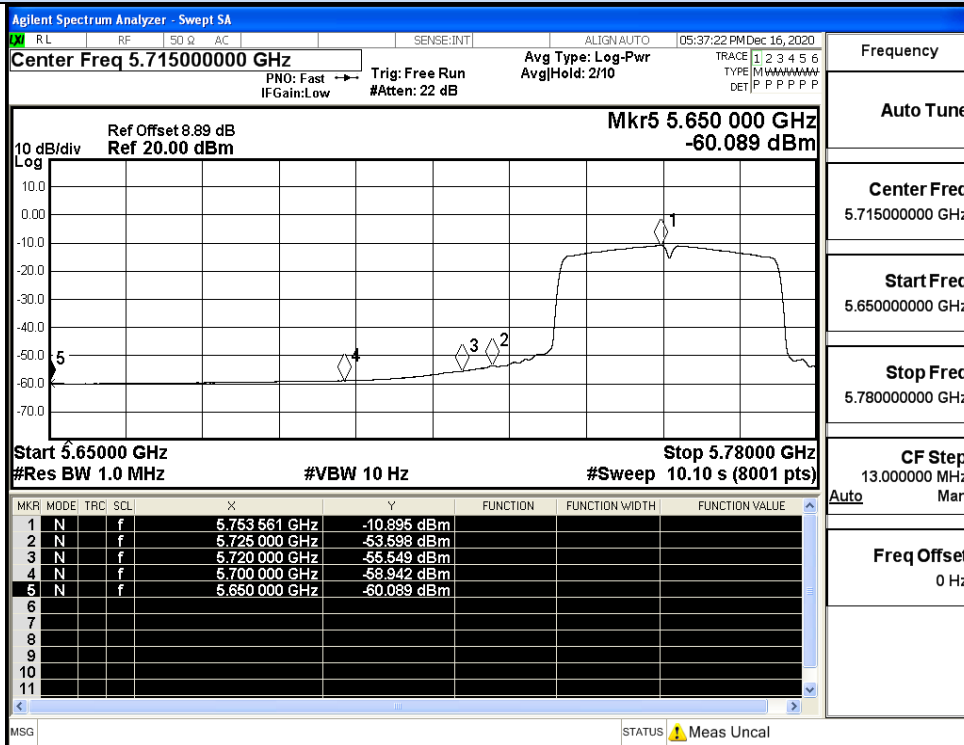 Agilent Spectrum Analyzer - Swept SA
LXI RL RF 50 Ω AC SENSE:INT ALIGN AUTO 05:37:22 PM Dec 16, 2020
Center Freq 5.715000000 GHz
PNO: Fast
IFGain:Low
Trig: Free Run
#Atten: 22 dB
Avg Type: Log-Pwr
Avg|Hold: 2/10
TRACE 1 2 3 4 5 6
TYPE M W W W W W
DET P P P P P P
Ref Offset 8.89 dB
10 dB/div Ref 20.00 dBm
Log
Mkr5 5.650 000 GHz
-60.089 dBm
10.0
0.00
-10.0
-20.0
-30.0
-40.0
-50.0
-60.0
-70.0
1
2
3
4
5
Start 5.65000 GHz Stop 5.78000 GHz
#Res BW 1.0 MHz #VBW 10 Hz #Sweep 10.10 s (8001 pts)
MKR MODE TRC SCL X Y FUNCTION FUNCTION WIDTH FUNCTION VALUE
1 N f 5.753 561 GHz -10.895 dBm
2 N f 5.725 000 GHz -53.598 dBm
3 N f 5.720 000 GHz -55.549 dBm
4 N f 5.700 000 GHz -58.942 dBm
5 N f 5.650 000 GHz -60.089 dBm
6
7
8
9
10
11
MSG STATUS Meas Uncal
Frequency
Auto Tune
Center Freq
5.715000000 GHz
Start Freq
5.650000000 GHz
Stop Freq
5.780000000 GHz
CF Step
13.000000 MHz
Auto Man
Freq Offset
0 Hz